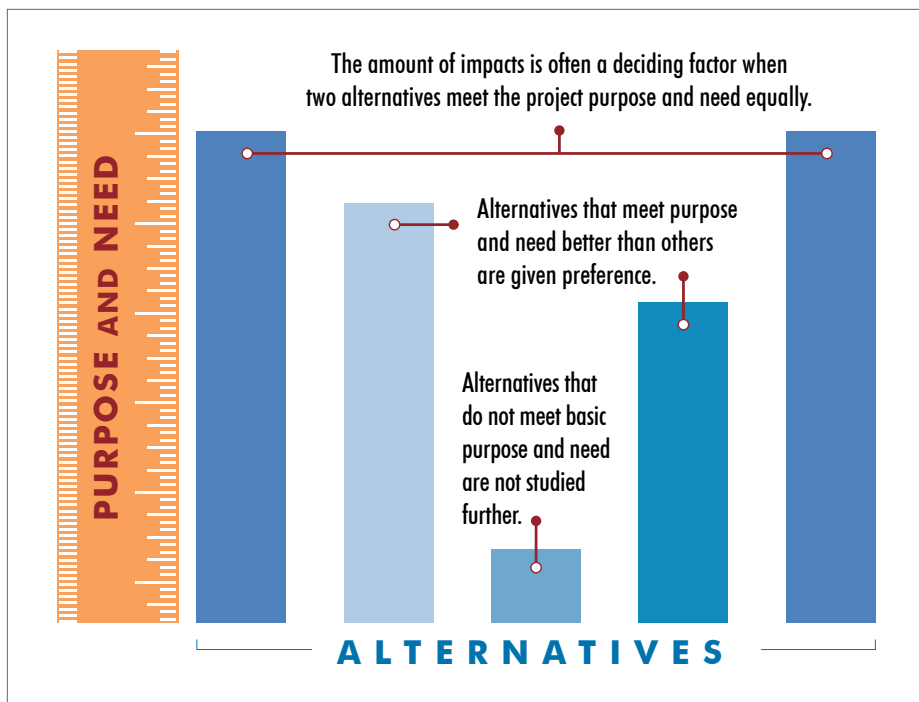 The amount of impacts is often a deciding factor when
two alternatives meet the project purpose and need equally.
PURPOSE AND NEED
Alternatives that meet purpose
and need better than others
are given preference.
Alternatives that
do not meet basic
purpose and need
are not studied
further.
ALTERNATIVES